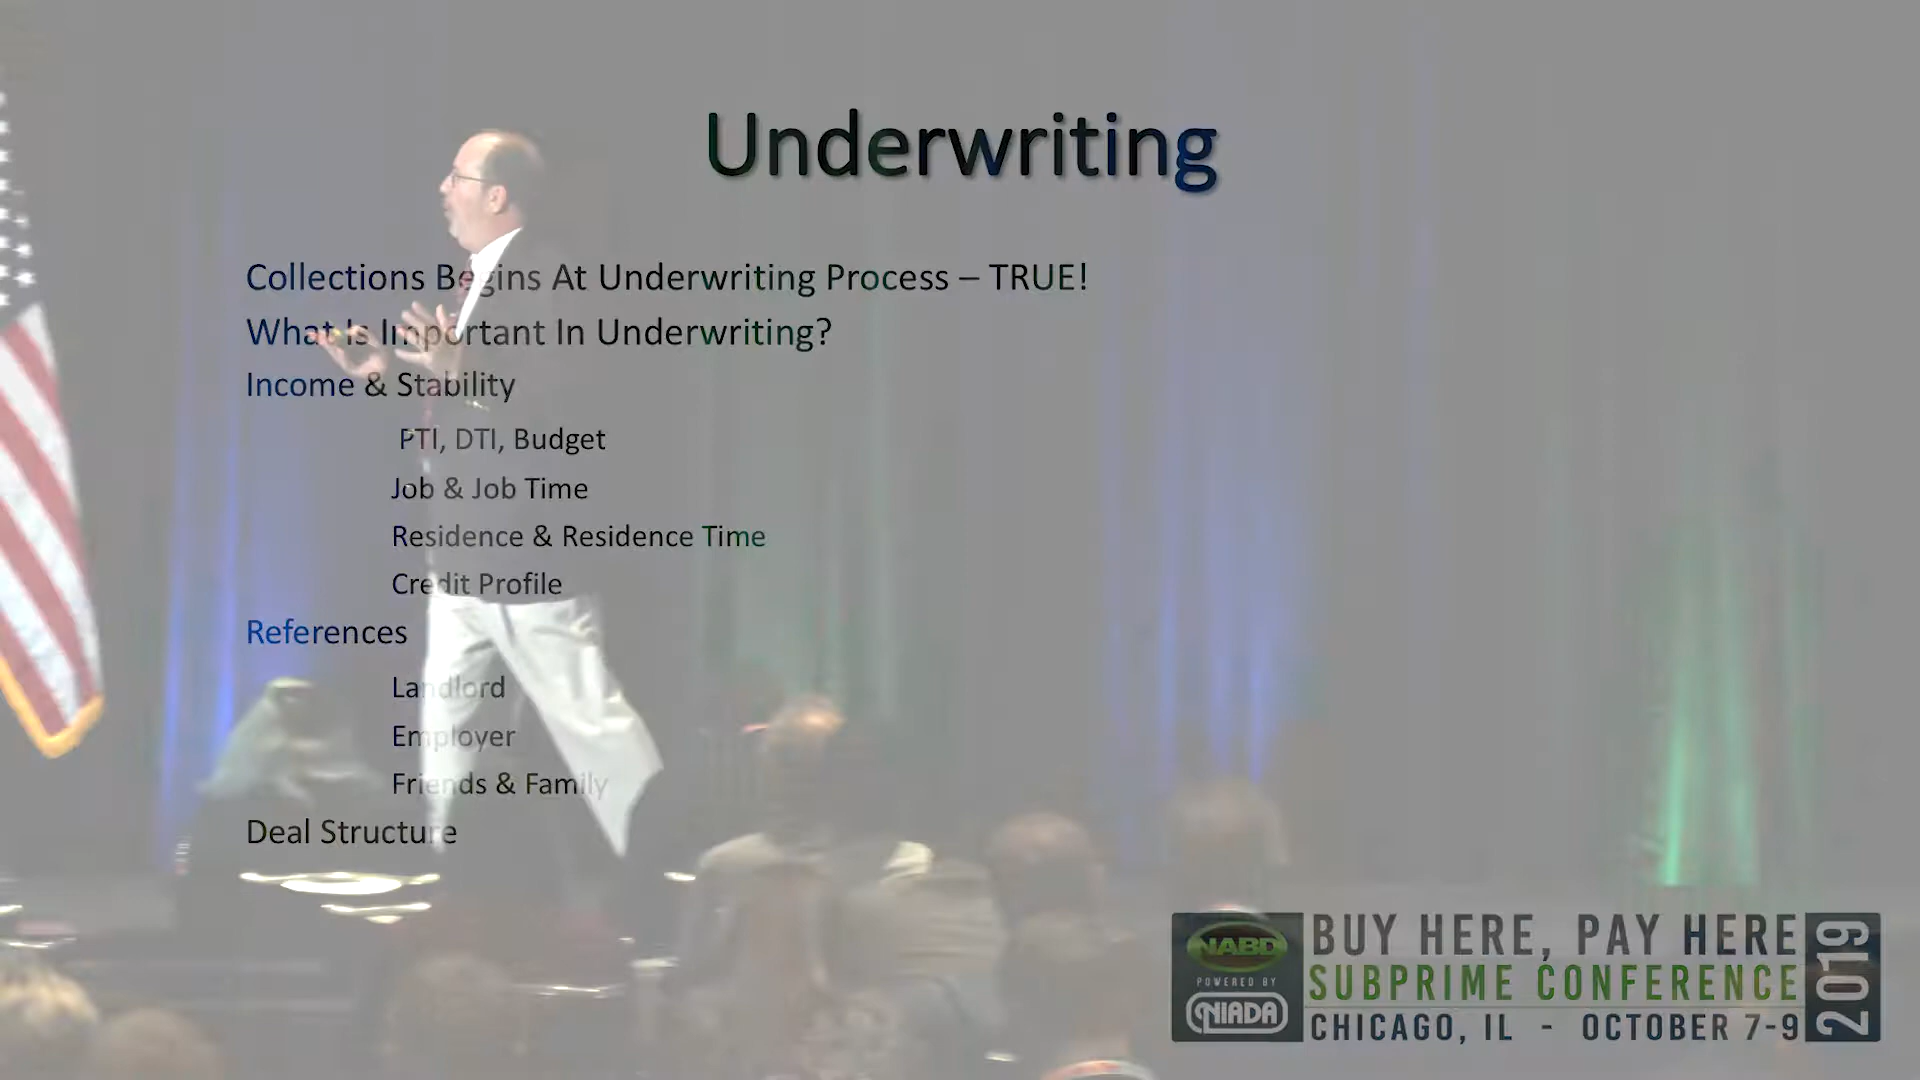 Underwriting
Collections Begins At Underwriting Process – TRUE!
What Is Important In Underwriting?
Income & Stability
PTI, DTI, Budget
Job & Job Time
Residence & Residence Time
Credit Profile
References
Landlord
Employer
Friends & Family
Deal Structure
NABD
POWERED BY
NIADA
BUY HERE, PAY HERE
SUBPRIME CONFERENCE
CHICAGO, IL - OCTOBER 7-9
2019